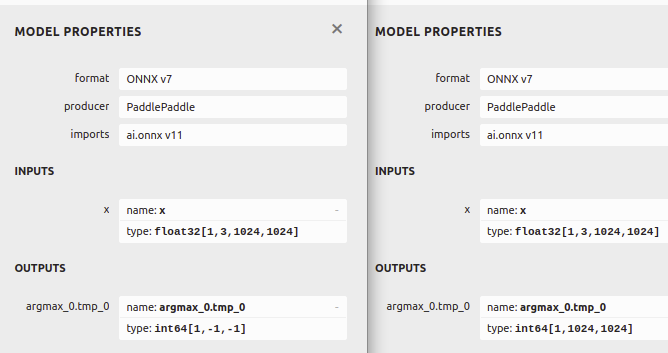 MODEL PROPERTIES ×
format ONNX v7
producer PaddlePaddle
imports ai.onnx v11
INPUTS
x name: x -
type: float32[1,3,1024,1024]
OUTPUTS
argmax_0.tmp_0 name: argmax_0.tmp_0 -
type: int64[1,-1,-1]
MODEL PROPERTIES
format ONNX v7
producer PaddlePaddle
imports ai.onnx v11
INPUTS
x name: x
type: float32[1,3,1024,1024]
OUTPUTS
argmax_0.tmp_0 name: argmax_0.tmp_0
type: int64[1,1024,1024]